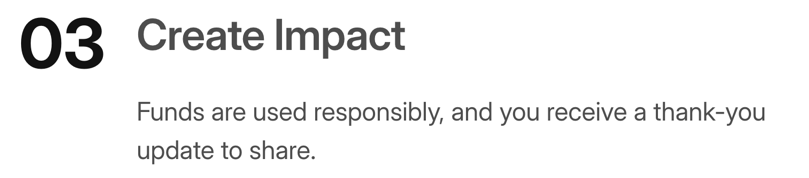 03
Create Impact
Funds are used responsibly, and you receive a thank-you
update to share.